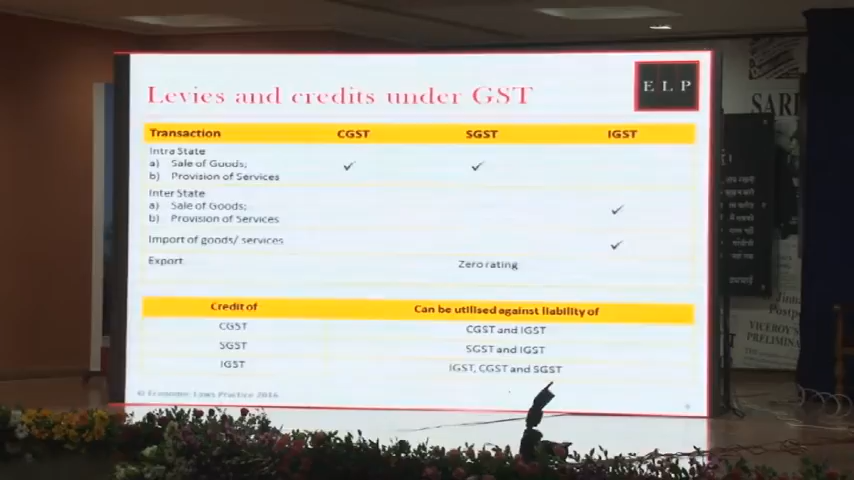 Levies and credits under GST
E L P
Transaction CGST SGST IGST
Intra State
a) Sale of Goods; ✓ ✓
b) Provision of Services
Inter State
a) Sale of Goods; ✓
b) Provision of Services
Import of goods/ services ✓
Export Zero rating
Credit of Can be utilised against liability of
CGST CGST and IGST
SGST SGST and IGST
IGST IGST, CGST and SGST
© Economic Laws Practice 2016
VICEROY'S
PRELIMINA